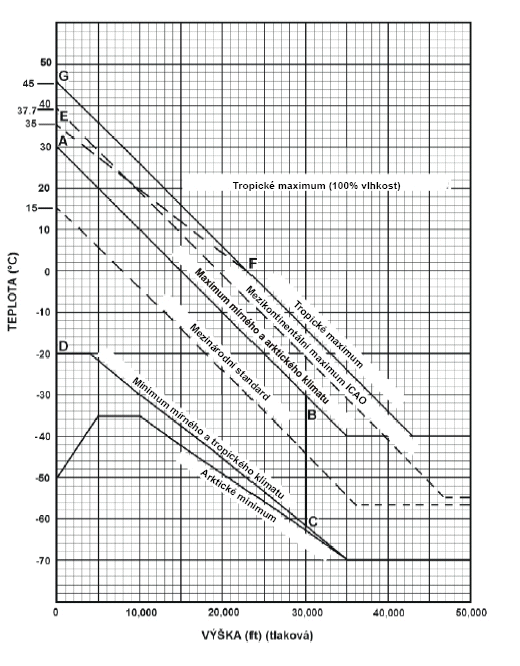 TEPLOTA (°C)
50
45
40
37.7
35
30
20
15
10
0
-10
-20
-30
-40
-50
-60
-70
G
E
A
Tropické maximum (100% vlhkost)
F
Tropické maximum
Mezikontinentální maximum ICAO
Maximum mírného a arktického klimatu
Mezinárodní standard
D
B
Minimum mírného a tropického klimatu
Arktické minimum
C
0 10,000 20,000 30,000 40,000 50,000
VÝŠKA (ft) (tlaková)